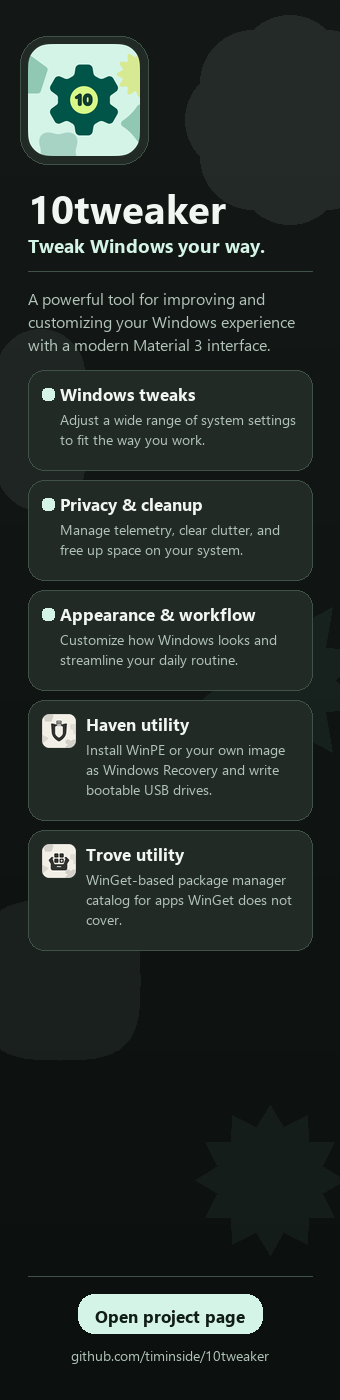 10
10tweaker
Tweak Windows your way.
A powerful tool for improving and
customizing your Windows experience
with a modern Material 3 interface.
Windows tweaks
Adjust a wide range of system settings
to fit the way you work.
Privacy & cleanup
Manage telemetry, clear clutter, and
free up space on your system.
Appearance & workflow
Customize how Windows looks and
streamline your daily routine.
Haven utility
Install WinPE or your own image
as Windows Recovery and write
bootable USB drives.
Trove utility
WinGet-based package manager
catalog for apps WinGet does not
cover.
Open project page
github.com/timinside/10tweaker